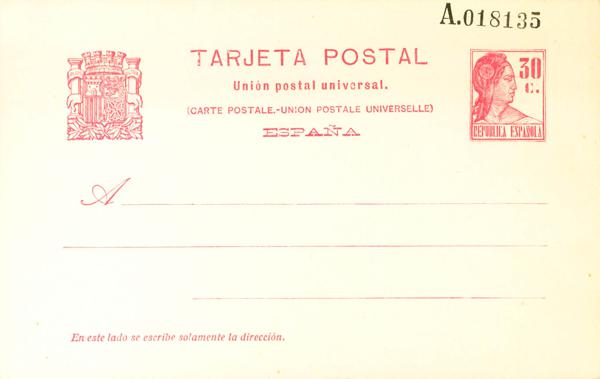 A.018135
TARJETA POSTAL
Unión postal universal.
(CARTE POSTALE.-UNION POSTALE UNIVERSELLE)
ESPAÑA
30
C.
REPUBLICA ESPAÑOLA
A
En este lado se escribe solamente la dirección.